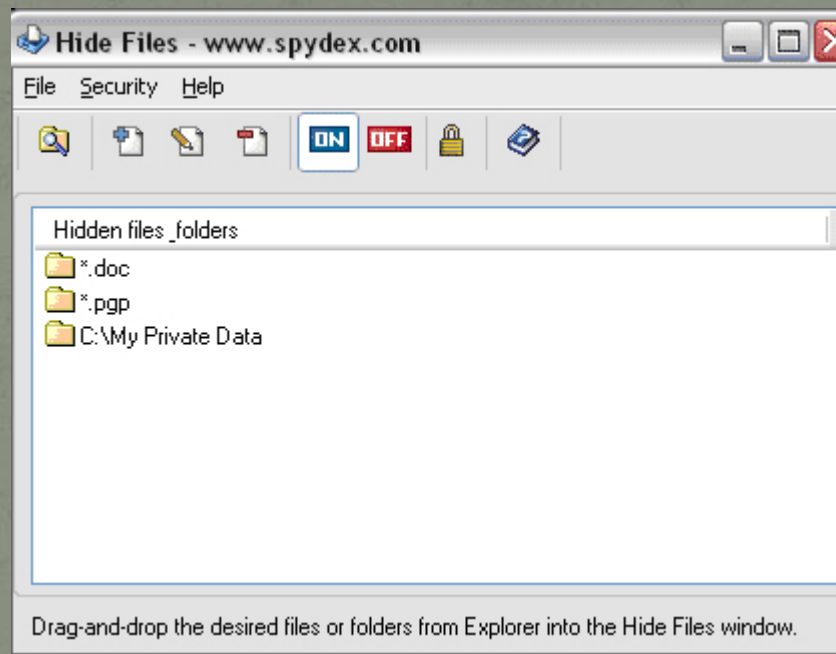 Hide Files - www.spydex.com
File Security Help
ON OFF
Hidden files _folders
*.doc
*.pgp
C:\My Private Data
Drag-and-drop the desired files or folders from Explorer into the Hide Files window.